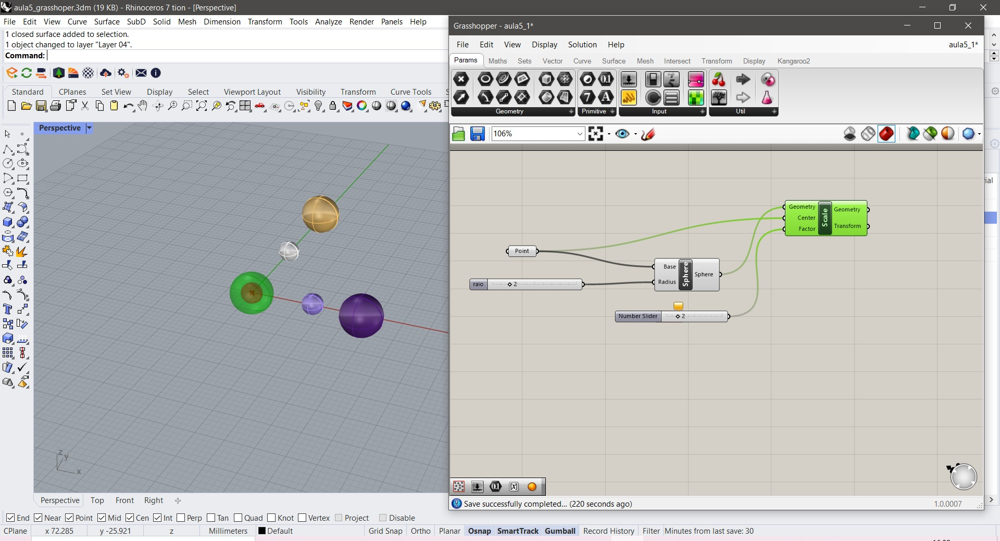 aula5_grasshoper.3dm (19 KB) - Rhinoceros 7 tion - [Perspective]
File Edit View Curve Surface SubD Solid Mesh Dimension Transform Tools Analyze Render Panels Help
1 closed surface added to selection.
1 object changed to layer "Layer 04".
Command:
Standard CPlanes Set View Display Select Viewport Layout Visibility Transform Curve Tools S
Perspective
z
y
x
Perspective Top Front Right
End Near Point Mid Cen Int Perp Tan Quad Knot Vertex Project Disable
CPlane x 72.285 y -25.921 z Millimeters Default Grid Snap Ortho Planar Osnap SmartTrack Gumball Record History Filter Minutes from last save: 30
Grasshopper - aula5_1*
File Edit View Display Solution Help aula5_1*
Params Maths Sets Vector Curve Surface Mesh Intersect Transform Display Kangaroo2
Geometry Primitive Input Util
106%
Geometry
Center
Factor
Scale
Geometry
Transform
Point
Base
Radius
Sphere
Sphere
raio 2
Number Slider 2
Save successfully completed... (220 seconds ago) 1.0.0007
ial